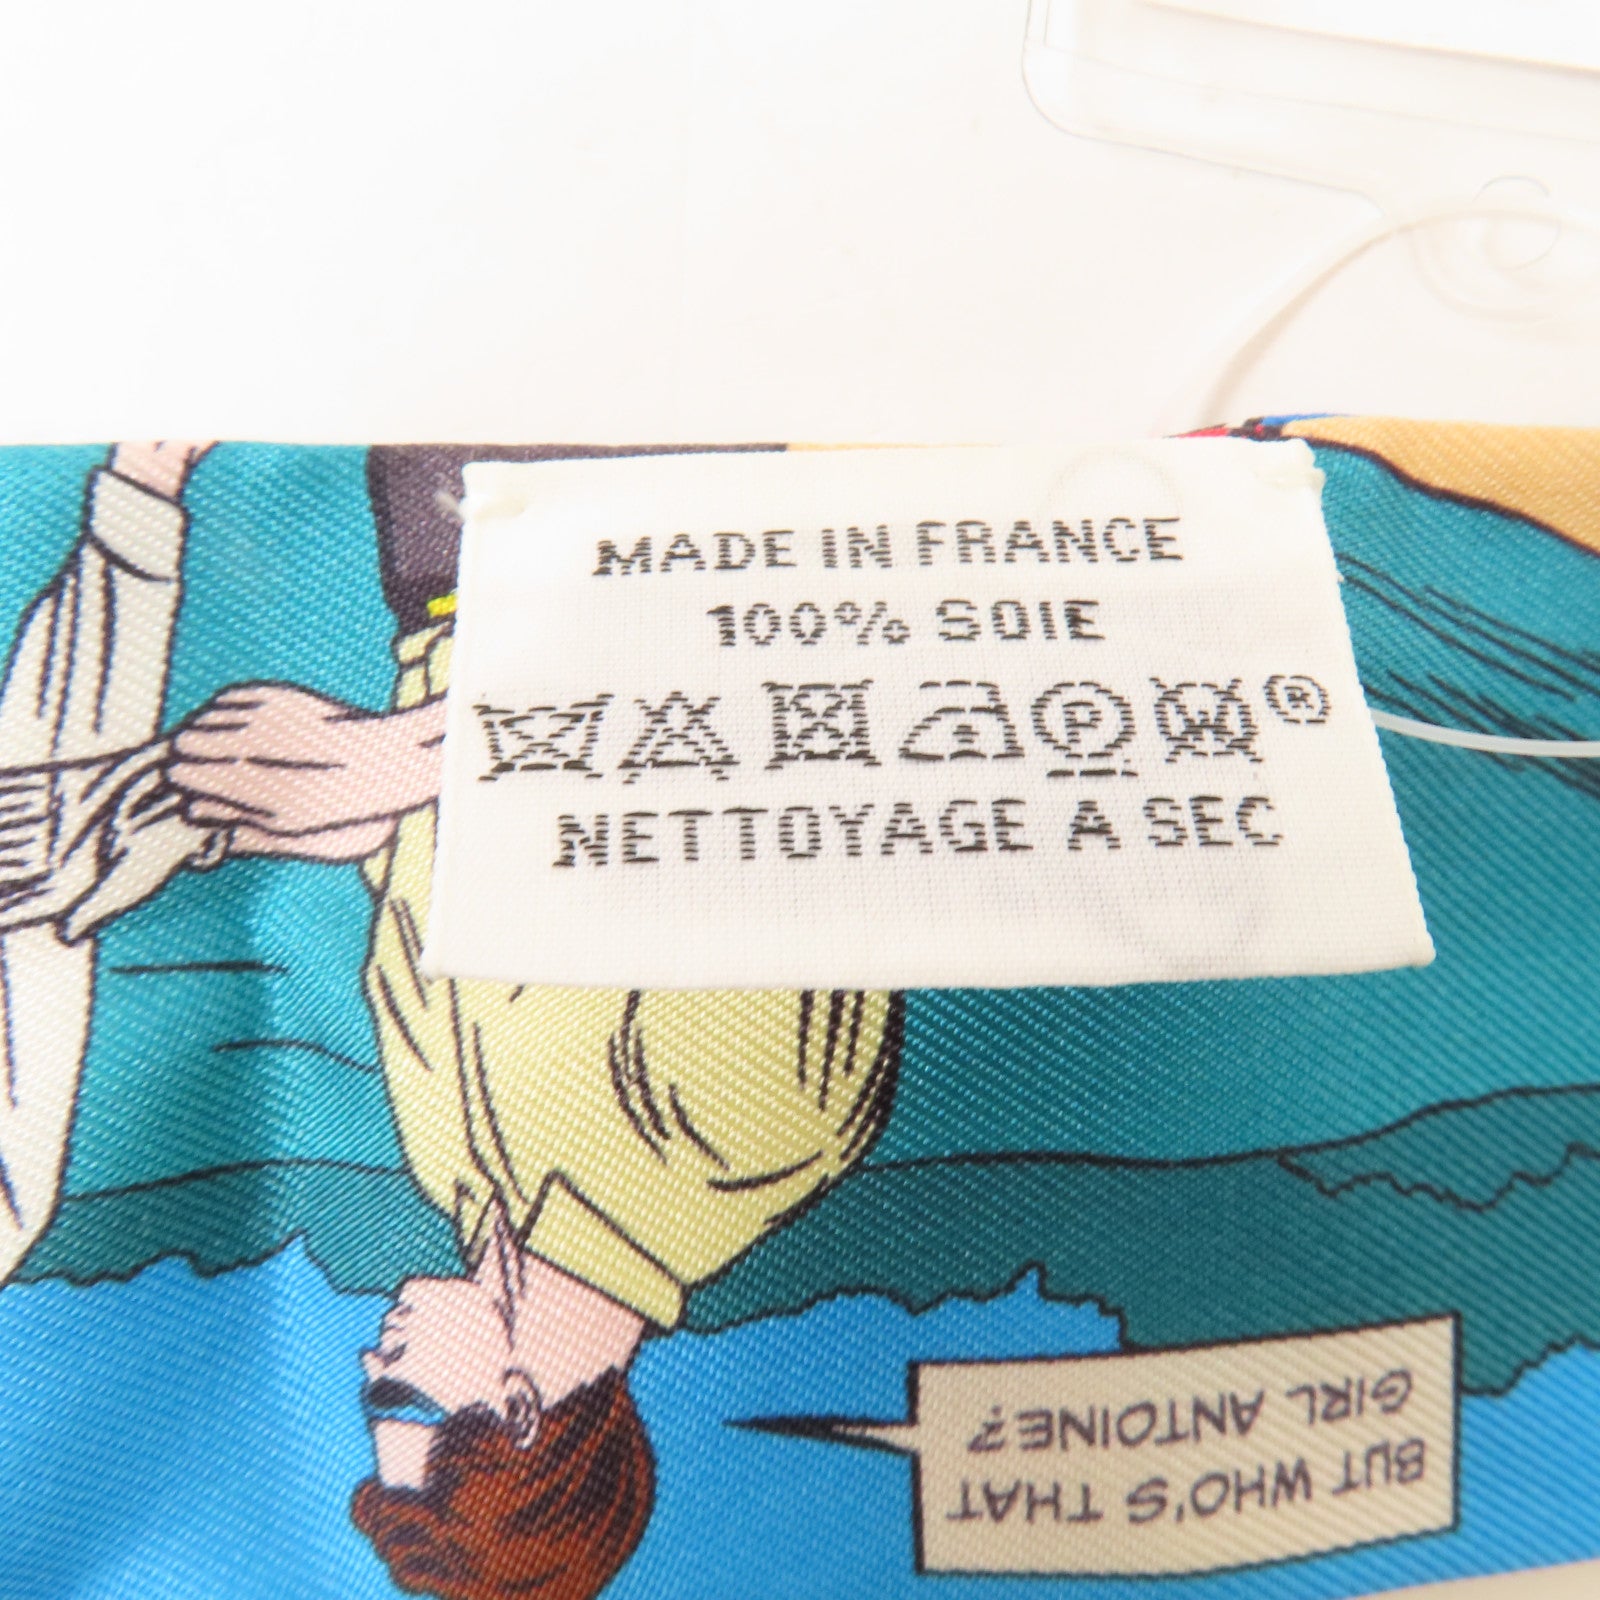 MADE IN FRANCE
100% SOIE
P
®
NETTOYAGE A SEC
BUT WHO'S THAT
GIRL ANTOINE?